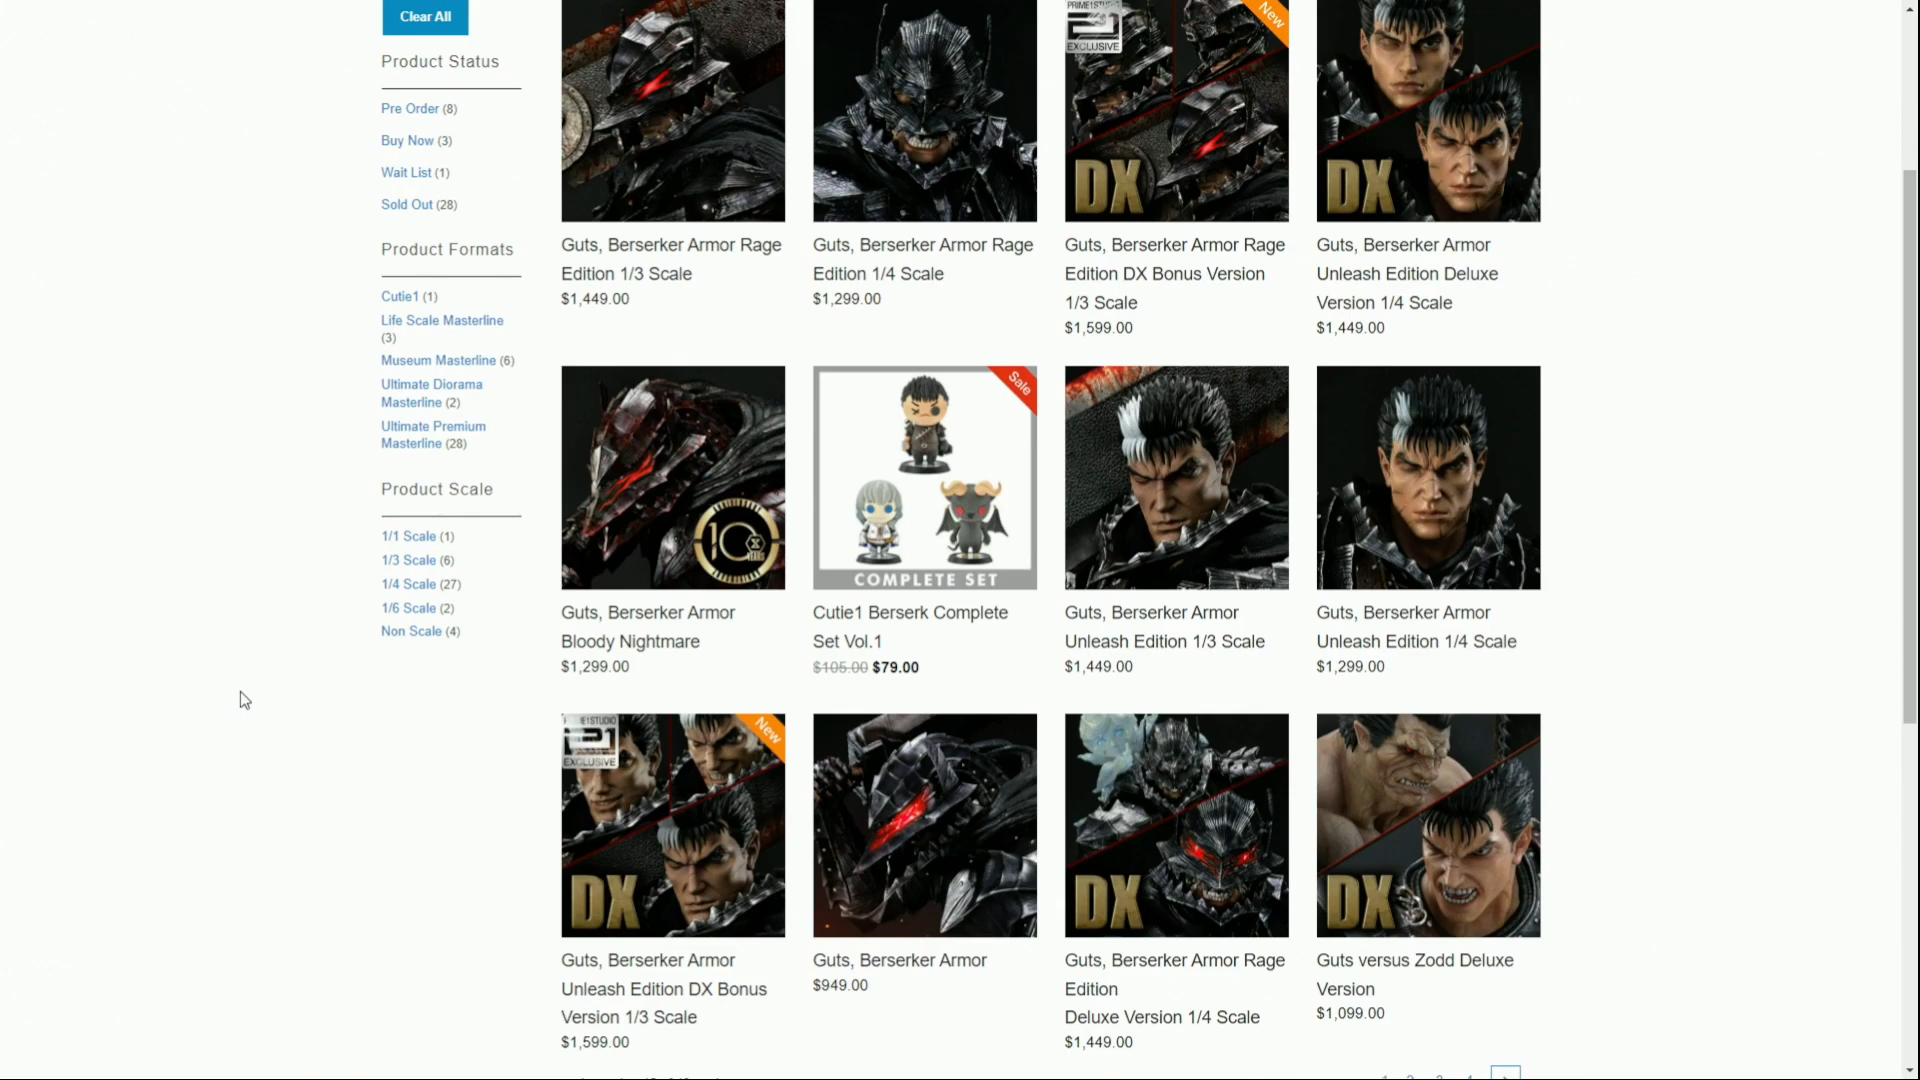 Clear All
Product Status
Pre Order (8)
Buy Now (3)
Wait List (1)
Sold Out (28)
Product Formats
Cutie1 (1)
Life Scale Masterline
(3)
Museum Masterline (6)
Ultimate Diorama
Masterline (2)
Ultimate Premium
Masterline (28)
Product Scale
1/1 Scale (1)
1/3 Scale (6)
1/4 Scale (27)
1/6 Scale (2)
Non Scale (4)
Guts, Berserker Armor Rage
Edition 1/3 Scale
$1,449.00
Guts, Berserker Armor Rage
Edition 1/4 Scale
$1,299.00
PRIME1STUDIO
P1
EXCLUSIVE
New
DX
Guts, Berserker Armor Rage
Edition DX Bonus Version
1/3 Scale
$1,599.00
DX
Guts, Berserker Armor
Unleash Edition Deluxe
Version 1/4 Scale
$1,449.00
10
YEARS
Guts, Berserker Armor
Bloody Nightmare
$1,299.00
Sale
COMPLETE SET
Cutie1 Berserk Complete
Set Vol.1
$105.00 $79.00
Guts, Berserker Armor
Unleash Edition 1/3 Scale
$1,449.00
Guts, Berserker Armor
Unleash Edition 1/4 Scale
$1,299.00
P1
EXCLUSIVE
New
DX
Guts, Berserker Armor
Unleash Edition DX Bonus
Version 1/3 Scale
$1,599.00
Guts, Berserker Armor
$949.00
DX
Guts, Berserker Armor Rage
Edition
Deluxe Version 1/4 Scale
$1,449.00
DX
Guts versus Zodd Deluxe
Version
$1,099.00